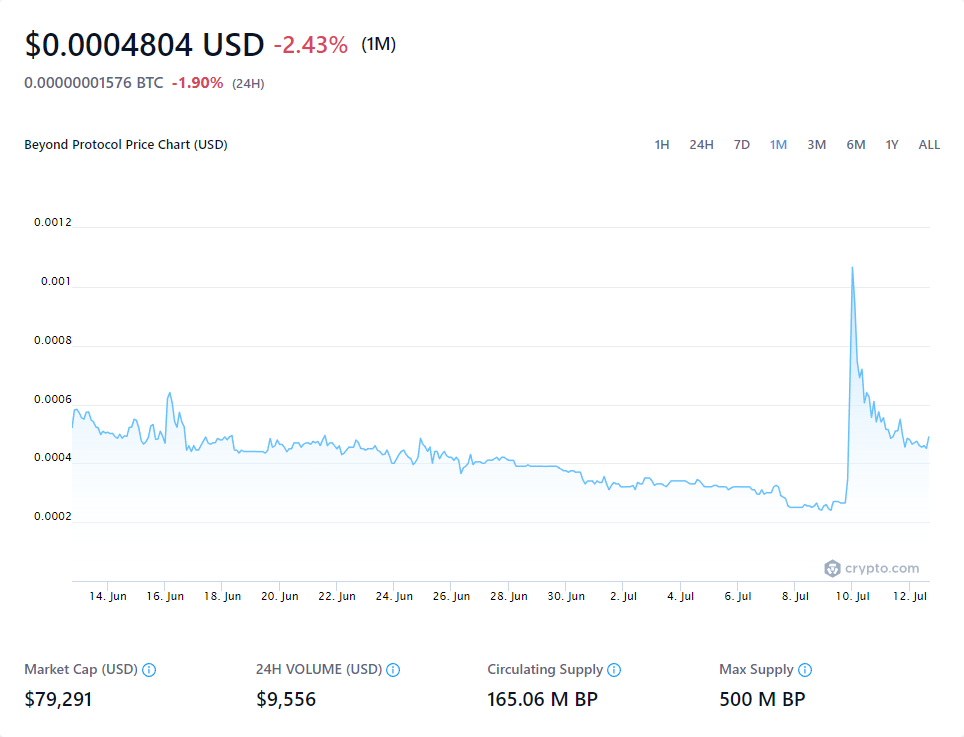 $0.0004804 USD -2.43% (1M)
0.00000001576 BTC -1.90% (24H)
Beyond Protocol Price Chart (USD) 1H 24H 7D 1M 3M 6M 1Y ALL
0.0012
0.001
0.0008
0.0006
0.0004
0.0002
crypto.com
14. Jun 16. Jun 18. Jun 20. Jun 22. Jun 24. Jun 26. Jun 28. Jun 30. Jun 2. Jul 4. Jul 6. Jul 8. Jul 10. Jul 12. Jul
Market Cap (USD) 24H VOLUME (USD) Circulating Supply Max Supply
$79,291 $9,556 165.06 M BP 500 M BP